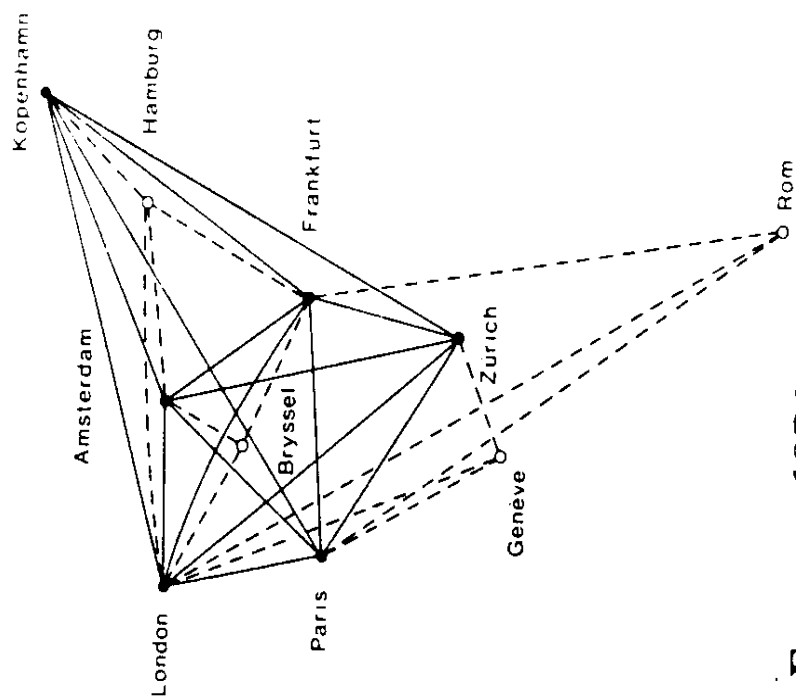 Kopenhamn
Hamburg
Amsterdam
Frankfurt
London
Bryssel
Paris
Zürich
Genève
Rom